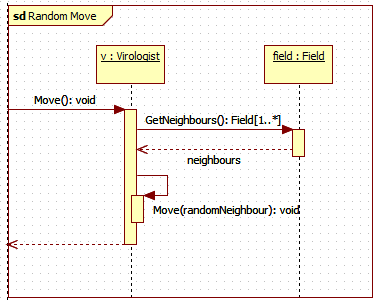 sd Random Move
v : Virologist
field : Field
Move(): void
GetNeighbours(): Field[1..*]
neighbours
Move(randomNeighbour): void